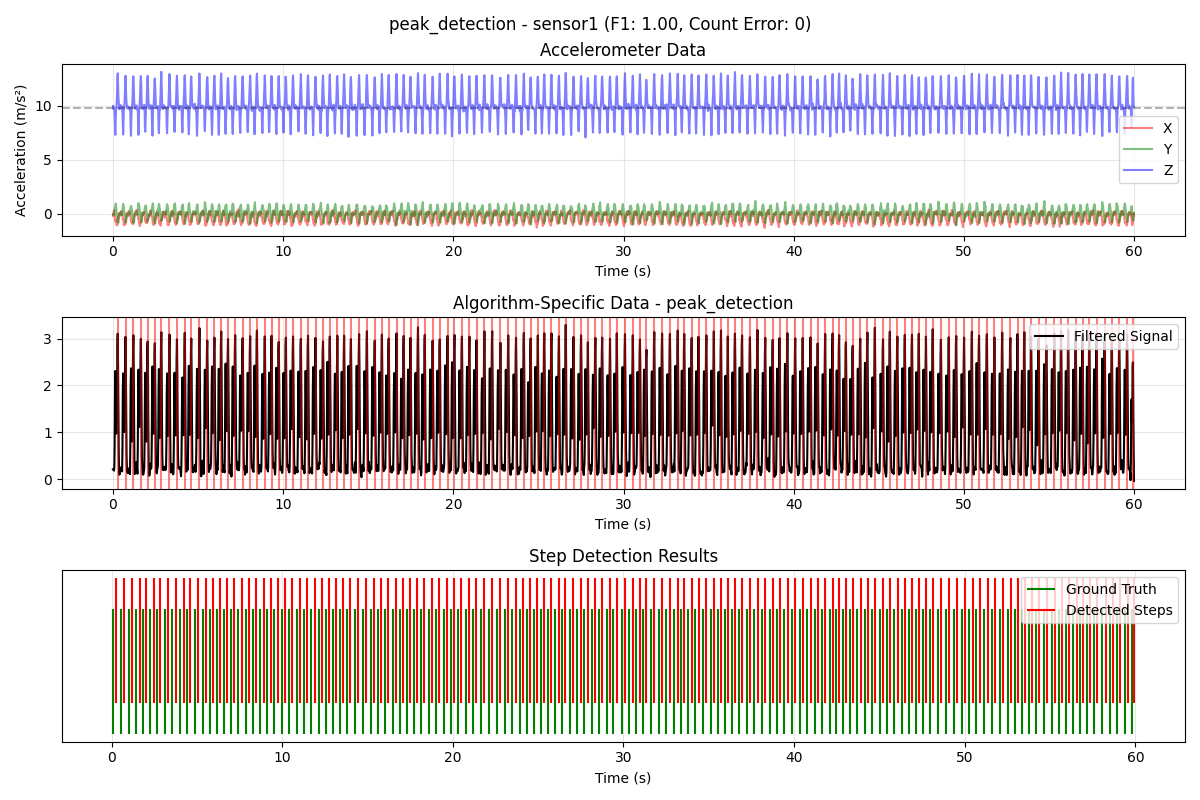 peak_detection - sensor1 (F1: 1.00, Count Error: 0)
Accelerometer Data
Acceleration (m/s²)
10
5
0
X
Y
Z
0 10 20 30 40 50 60
Time (s)
Algorithm-Specific Data - peak_detection
3
2
1
0
Filtered Signal
0 10 20 30 40 50 60
Time (s)
Step Detection Results
Ground Truth
Detected Steps
0 10 20 30 40 50 60
Time (s)